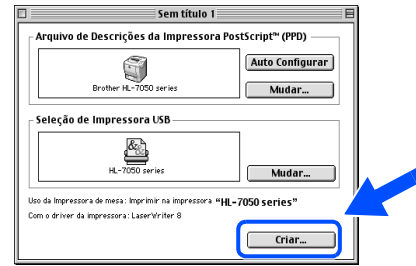 Sem título 1
Arquivo de Descrições da Impressora PostScript™ (PPD)
Auto Configurar
Brother HL-7050 series
Mudar...
Seleção de Impressora USB
HL-7050 series
Mudar...
Uso da Impressora de mesa: Imprimir na impressora "HL-7050 series"
Com o driver da impressora: LaserWriter 8
Criar...